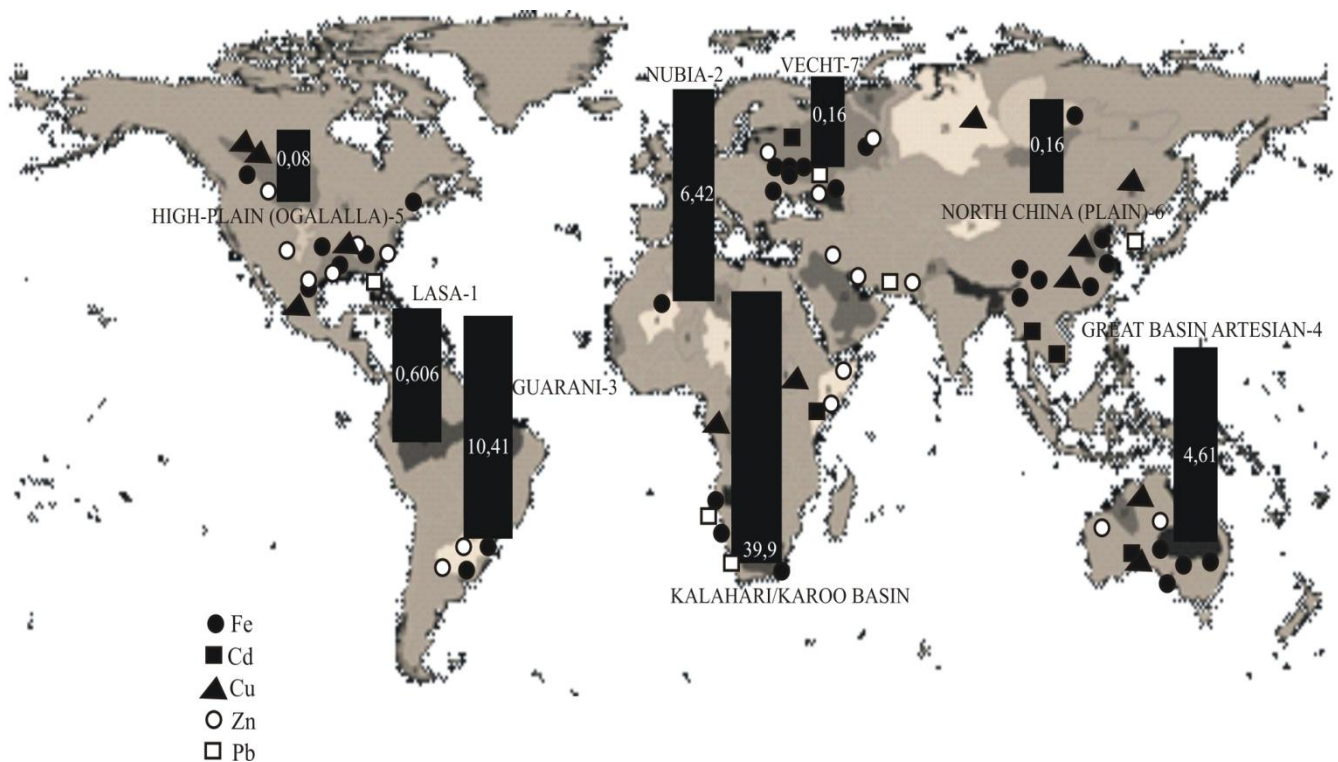 VECHT-7
NUBIA-2
0,16
0,16
0,08
6,42
HIGH-PLAIN (OGALALLA)-5
NORTH CHINA (PLAIN)-6
LASA-1
GREAT BASIN ARTESIAN-4
0,606
GUARANI-3
10,41
4,61
39,9
KALAHARI/KAROO BASIN
Fe
Cd
Cu
Zn
Pb